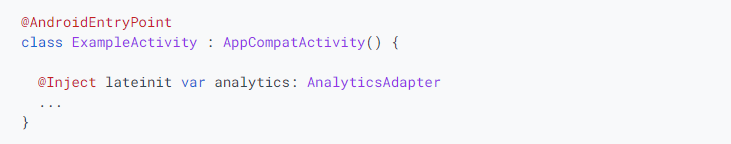 @AndroidEntryPoint
class ExampleActivity : AppCompatActivity() {
@Inject lateinit var analytics: AnalyticsAdapter
...
}